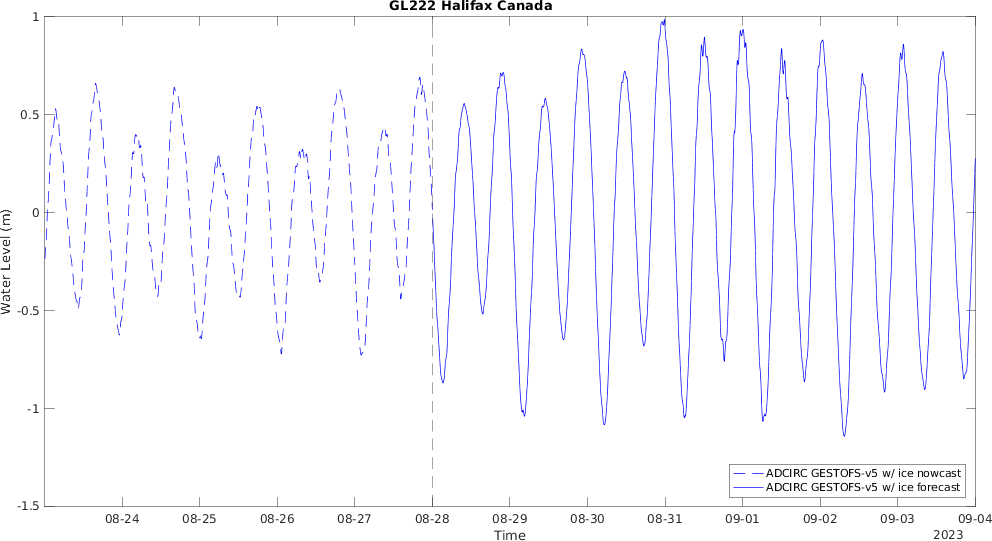 GL222 Halifax Canada
1
0.5
0
-0.5
-1
-1.5
Water Level (m)
ADCIRC GESTOFS-v5 w/ ice nowcast
ADCIRC GESTOFS-v5 w/ ice forecast
08-24 08-25 08-26 08-27 08-28 08-29 08-30 08-31 09-01 09-02 09-03 09-04
Time
2023